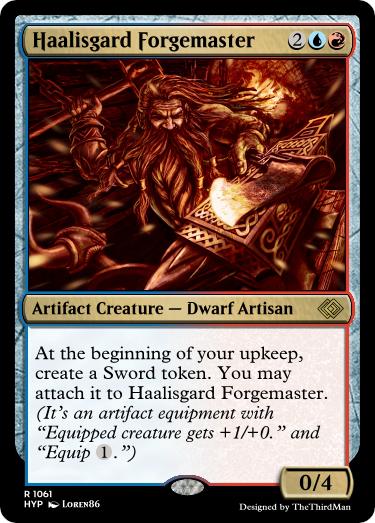 Haalisgard Forgemaster 2
Artifact Creature — Dwarf Artisan
At the beginning of your upkeep,
create a Sword token. You may
attach it to Haalisgard Forgemaster.
(It's an artifact equipment with
“Equipped creature gets +1/+0.” and
“Equip 1.”)
0/4
R 1061
HYP LOREN86
Designed by TheThirdMan